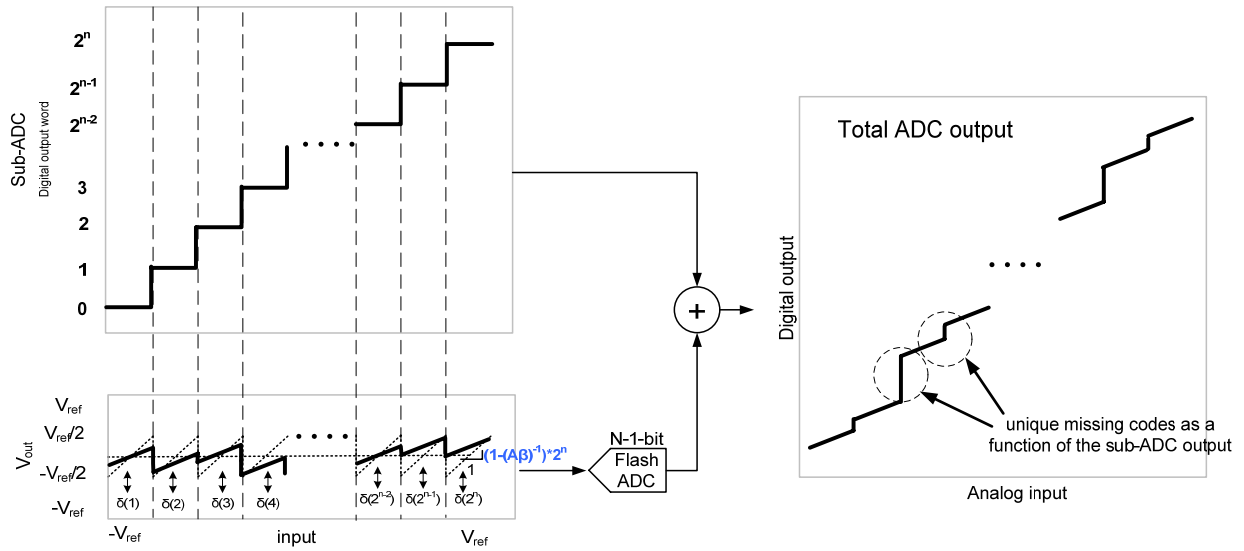 Sub-ADC
Digital output word
2ⁿ
2ⁿ⁻¹
2ⁿ⁻²
3
2
1
0
Vout
Vref
Vref/2
-Vref/2
-Vref
δ(1)
δ(2)
δ(3)
δ(4)
δ(2ⁿ⁻²)
δ(2ⁿ⁻¹)
δ(2ⁿ)
(1-(Aβ)⁻¹)*2ⁿ
1
-Vref
input
Vref
N-1-bit
Flash
ADC
+
Total ADC output
Digital output
unique missing codes as a
function of the sub-ADC output
Analog input